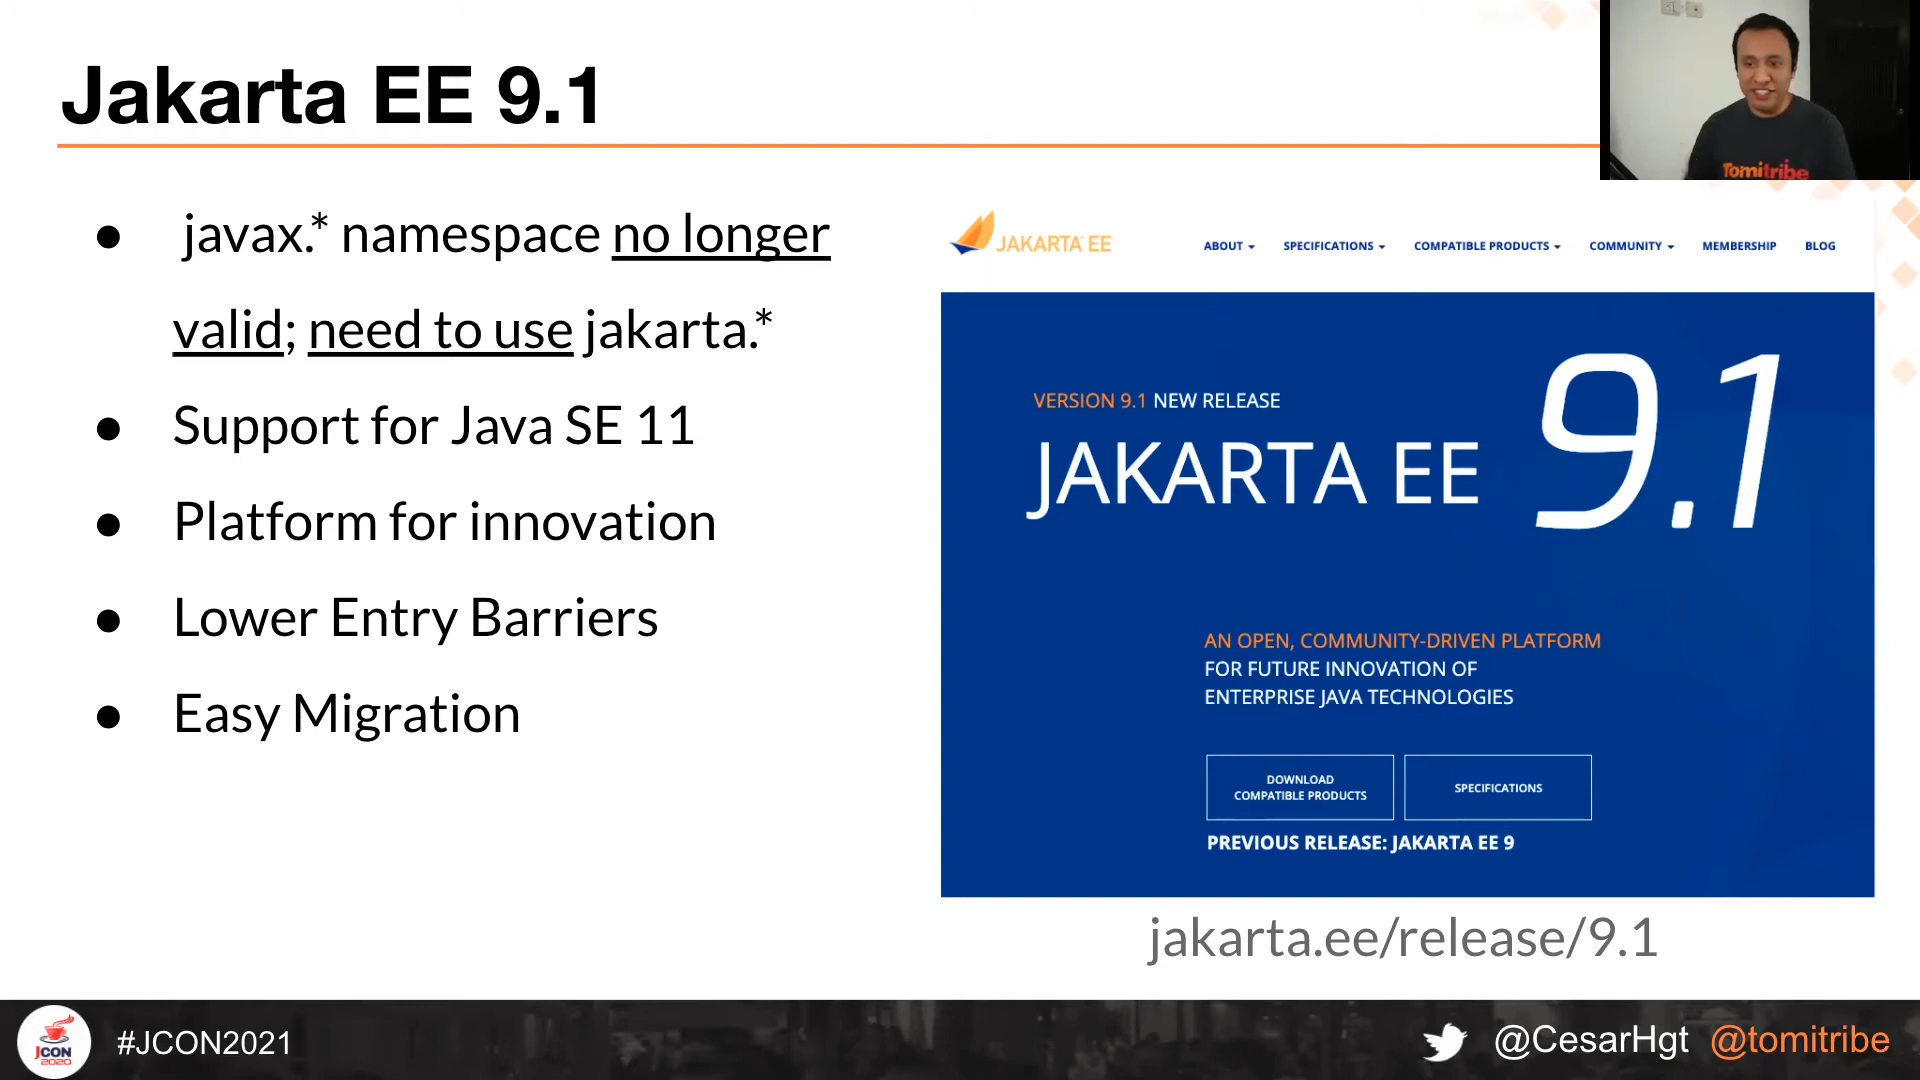 Jakarta EE 9.1
Tomitribe
● javax.* namespace no longer
valid; need to use jakarta.*
● Support for Java SE 11
● Platform for innovation
● Lower Entry Barriers
● Easy Migration
JAKARTA EE
ABOUT SPECIFICATIONS COMPATIBLE PRODUCTS COMMUNITY MEMBERSHIP BLOG
VERSION 9.1 NEW RELEASE
JAKARTA EE 9.1
AN OPEN, COMMUNITY-DRIVEN PLATFORM
FOR FUTURE INNOVATION OF
ENTERPRISE JAVA TECHNOLOGIES
DOWNLOAD
COMPATIBLE PRODUCTS
SPECIFICATIONS
PREVIOUS RELEASE: JAKARTA EE 9
jakarta.ee/release/9.1
JCON
2020
#JCON2021
@CesarHgt @tomitribe